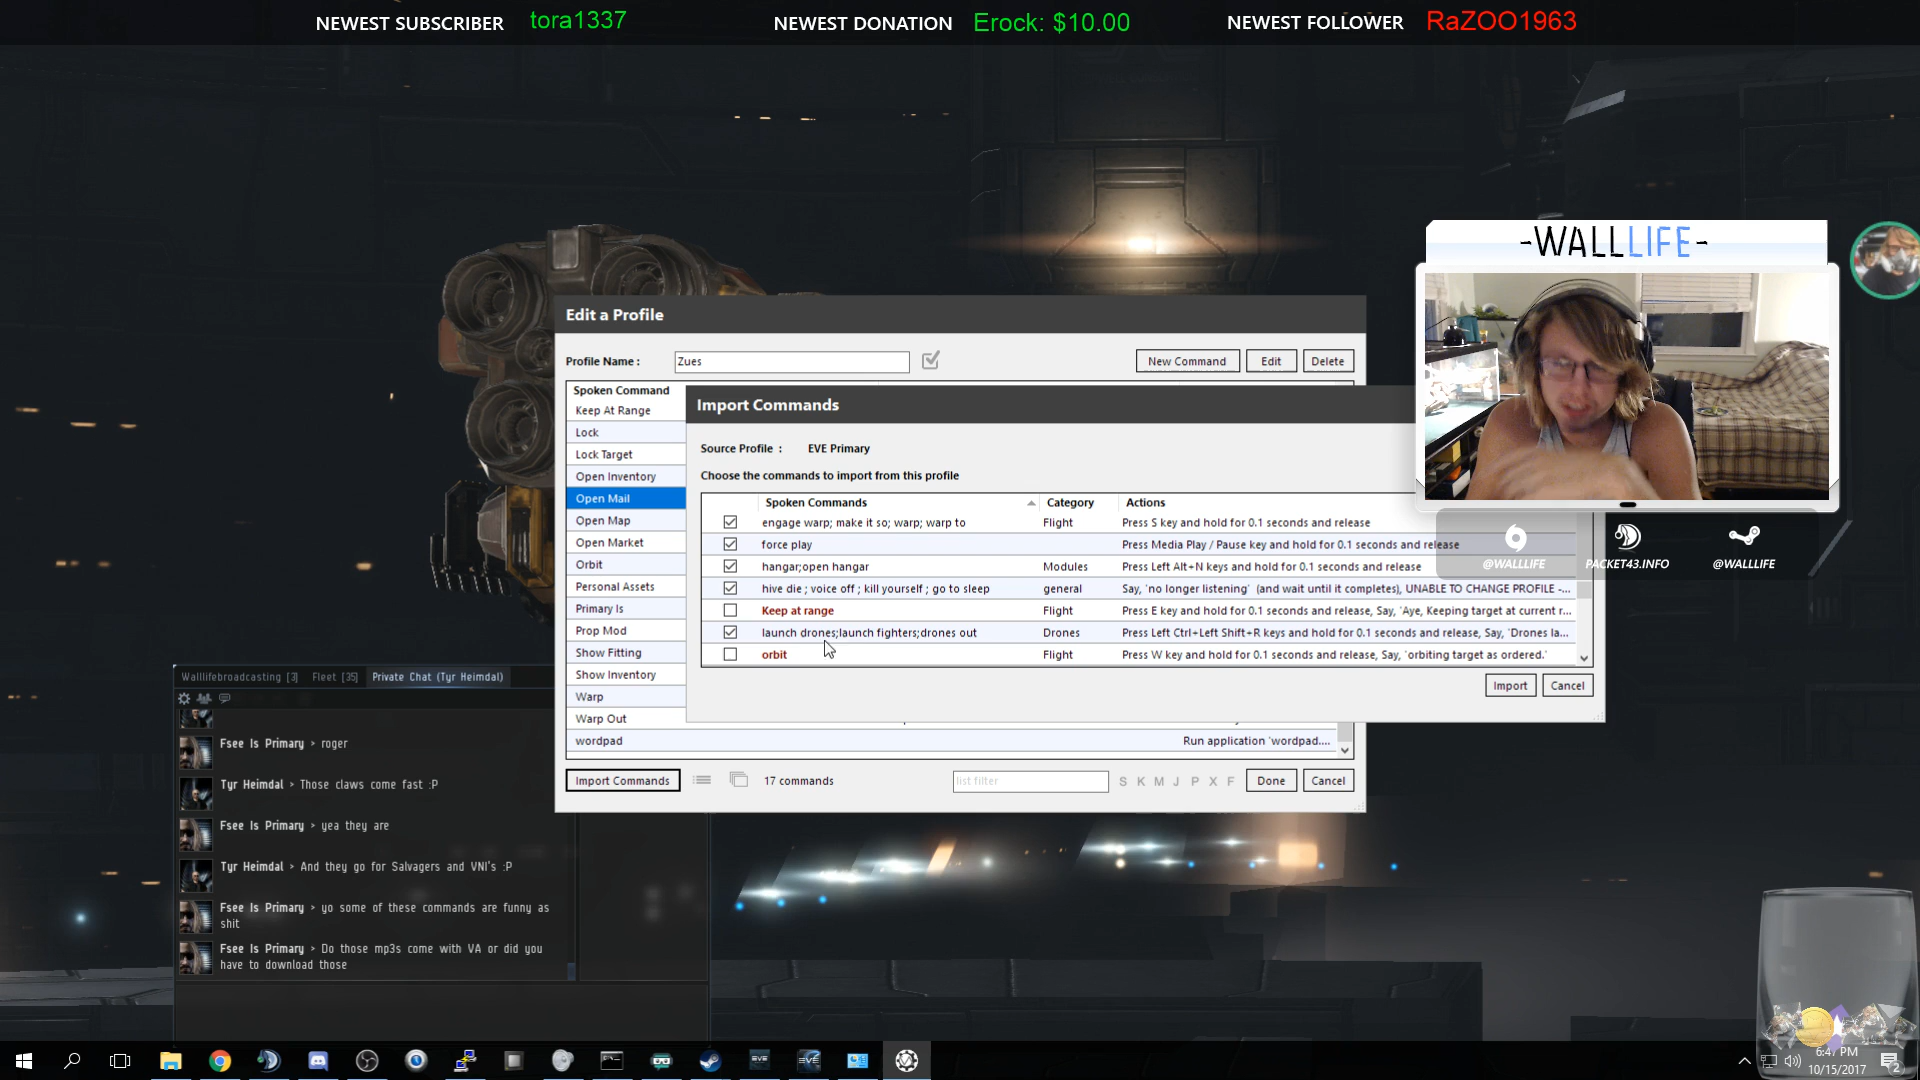 NEWEST SUBSCRIBER tora1337 NEWEST DONATION Erock: $10.00 NEWEST FOLLOWER RaZOO1963
-WALLLIFE-
@WALLLIFE PACKET43.INFO @WALLLIFE
Edit a Profile
Profile Name : Zues New Command Edit Delete
Spoken Command
Keep At Range
Lock
Lock Target
Open Inventory
Open Mail
Open Map
Open Market
Orbit
Personal Assets
Primary Is
Prop Mod
Show Fitting
Show Inventory
Warp
Warp Out
wordpad Run application 'wordpad....
Import Commands 17 commands list filter S K M J P X F Done Cancel
Import Commands
Source Profile : EVE Primary
Choose the commands to import from this profile
Spoken Commands Category Actions
engage warp; make it so; warp; warp to Flight Press S key and hold for 0.1 seconds and release
force play Press Media Play / Pause key and hold for 0.1 seconds and release
hangar;open hangar Modules Press Left Alt+N keys and hold for 0.1 seconds and release
hive die ; voice off ; kill yourself ; go to sleep general Say, 'no longer listening' (and wait until it completes), UNABLE TO CHANGE PROFILE -...
Keep at range Flight Press E key and hold for 0.1 seconds and release, Say, 'Aye, Keeping target at current r...
launch drones;launch fighters;drones out Drones Press Left Ctrl+Left Shift+R keys and hold for 0.1 seconds and release, Say, 'Drones la...
orbit Flight Press W key and hold for 0.1 seconds and release, Say, 'orbiting target as ordered.'
Import Cancel
Walllifebroadcasting [3] Fleet [35] Private Chat (Tyr Heimdal)
Fsee Is Primary > roger
Tyr Heimdal > Those claws come fast :P
Fsee Is Primary > yea they are
Tyr Heimdal > And they go for Salvagers and VNI's :P
Fsee Is Primary > yo some of these commands are funny as
shit
Fsee Is Primary > Do those mp3s come with VA or did you
have to download those
EVE
EVE
6:47 PM
10/15/2017
2